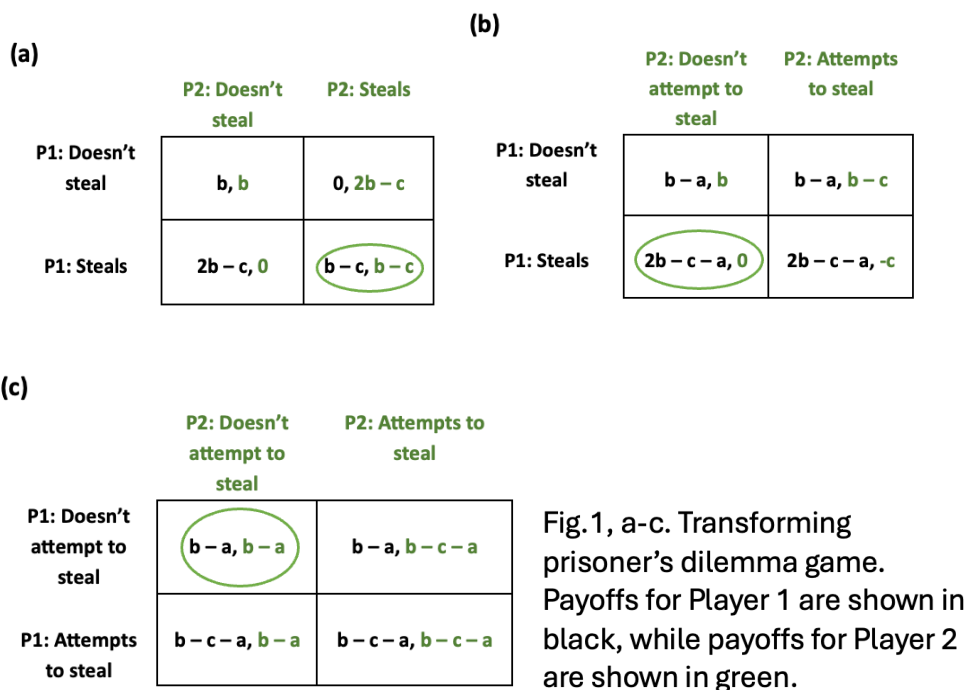 (a)
P2: Doesn’t
steal
P2: Steals
P1: Doesn’t
steal
b, b
0, 2b – c
P1: Steals
2b – c, 0
b – c, b – c
(b)
P2: Doesn’t
attempt to
steal
P2: Attempts
to steal
P1: Doesn’t
steal
b – a, b
b – a, b – c
P1: Steals
2b – c – a, 0
2b – c – a, -c
(c)
P2: Doesn’t
attempt to
steal
P2: Attempts to
steal
P1: Doesn’t
attempt to
steal
b – a, b – a
b – a, b – c – a
P1: Attempts
to steal
b – c – a, b – a
b – c – a, b – c – a
Fig.1, a-c. Transforming
prisoner’s dilemma game.
Payoffs for Player 1 are shown in
black, while payoffs for Player 2
are shown in green.